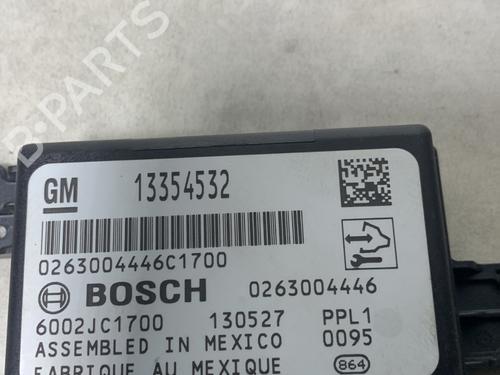 B-PARTS
GM 13354532
0263004446C1700
BOSCH 0263004446
6002JC1700 130527 PPL1
ASSEMBLED IN MEXICO 0095
FABRIQUE AU MEXIQUE 864